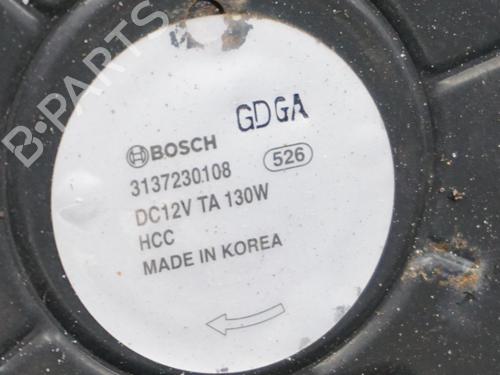 B-PARTS
GDGA
BOSCH
3137230108 526
DC12V TA 130W
HCC
MADE IN KOREA